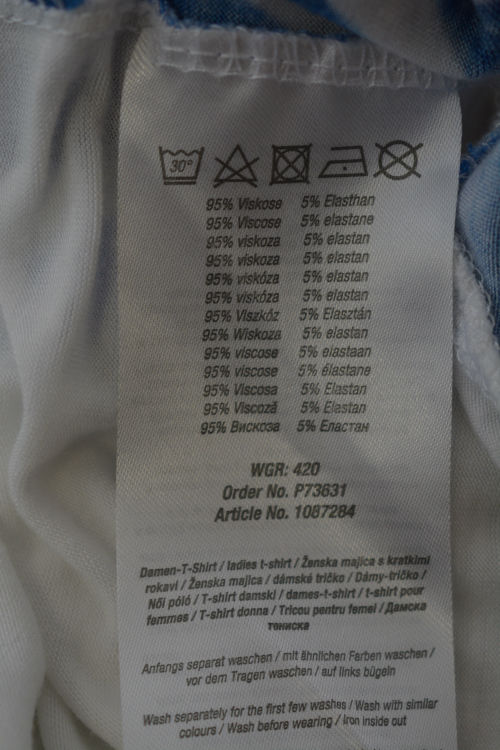 30°
95% Viskose 5% Elasthan
95% Viscose 5% elastane
95% viskoza 5% elastan
95% viskoza 5% elastan
95% viskóza 5% elastan
95% viskóza 5% elastan
95% Viszkóz 5% Elasztán
95% Wiskoza 5% elastan
95% viscose 5% elastaan
95% viscose 5% élastane
95% Viscosa 5% Elastan
95% Viscoză 5% Elastan
95% Вискоза 5% Еластан
WGR: 420
Order No. P73631
Article No. 1087284
Damen-T-Shirt / ladies t-shirt / Ženska majica s kratkimi
rokavi / Ženska majica / dámské tričko / Dámy-tričko /
Női póló / T-shirt damski / dames-t-shirt / t-shirt pour
femmes / T-shirt donna / Tricou pentru femei / Дамска
тениска
Anfangs separat waschen / mit ähnlichen Farben waschen /
vor dem Tragen waschen / auf links bügeln
Wash separately for the first few washes / Wash with similar
colours / Wash before wearing / Iron inside out